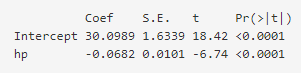 Coef S.E. t Pr(>|t|)
Intercept 30.0989 1.6339 18.42 <0.0001
hp -0.0682 0.0101 -6.74 <0.0001